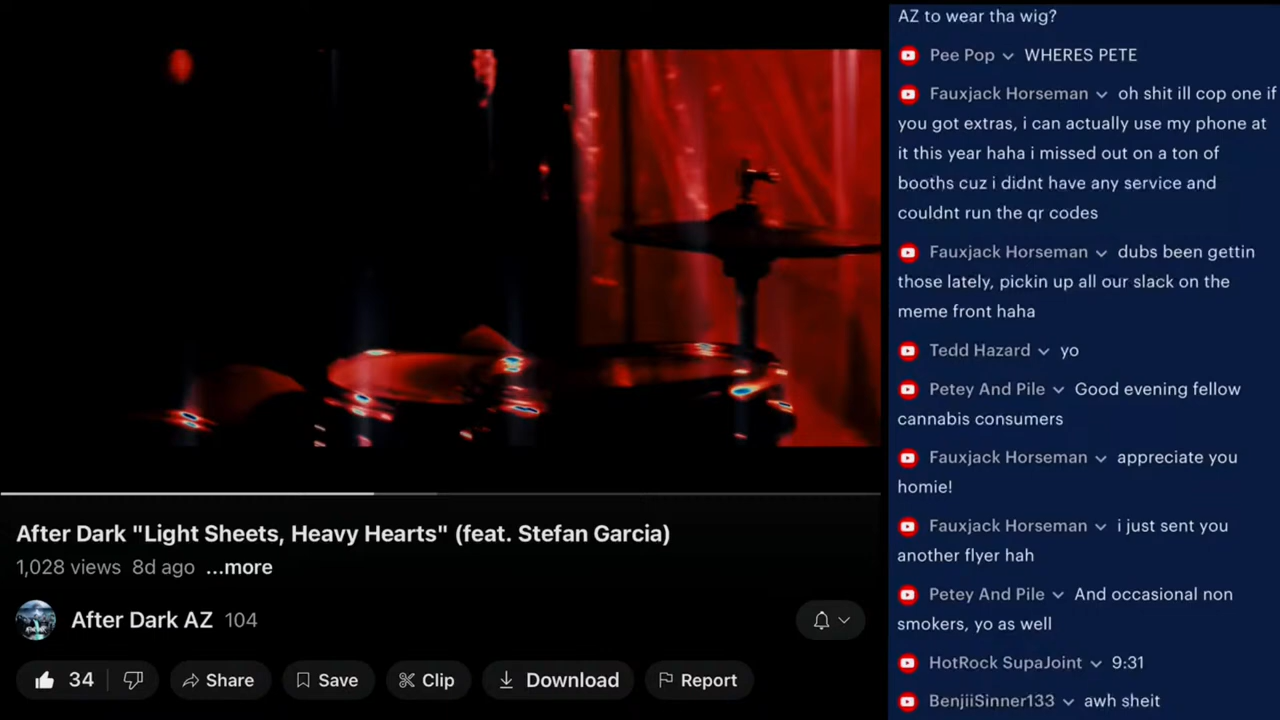 After Dark "Light Sheets, Heavy Hearts" (feat. Stefan Garcia)
1,028 views 8d ago ...more
After Dark AZ 104
34 Share Save Clip Download Report
AZ to wear tha wig?
Pee Pop WHERES PETE
Fauxjack Horseman oh shit ill cop one if
you got extras, i can actually use my phone at
it this year haha i missed out on a ton of
booths cuz i didnt have any service and
couldnt run the qr codes
Fauxjack Horseman dubs been gettin
those lately, pickin up all our slack on the
meme front haha
Tedd Hazard yo
Petey And Pile Good evening fellow
cannabis consumers
Fauxjack Horseman appreciate you
homie!
Fauxjack Horseman i just sent you
another flyer hah
Petey And Pile And occasional non
smokers, yo as well
HotRock SupaJoint 9:31
BenjiiSinner133 awh sheit